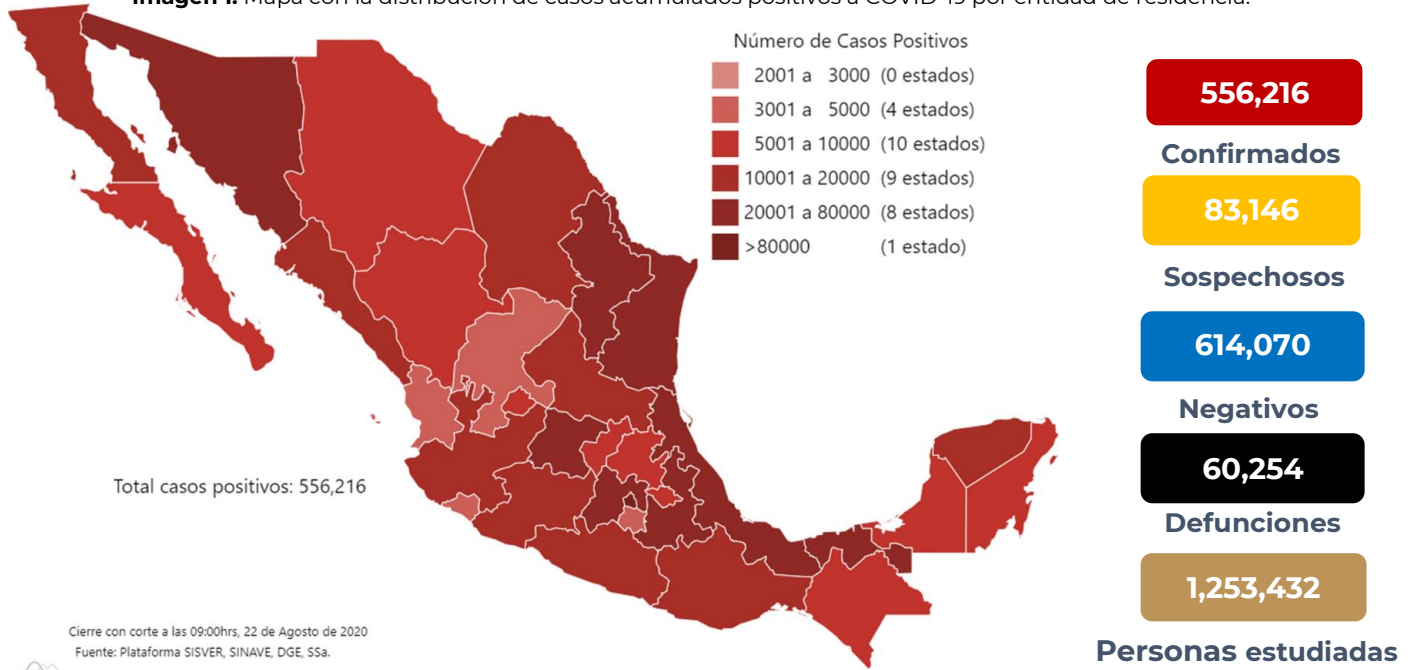 Imagen 1. Mapa con la distribución de casos acumulados positivos a COVID-19 por entidad de residencia.
Número de Casos Positivos
2001 a 3000 (0 estados)
3001 a 5000 (4 estados)
5001 a 10000 (10 estados)
10001 a 20000 (9 estados)
20001 a 80000 (8 estados)
>80000 (1 estado)
556,216
Confirmados
83,146
Sospechosos
614,070
Negativos
60,254
Defunciones
1,253,432
Personas estudiadas
Total casos positivos: 556,216
Cierre con corte a las 09:00hrs, 22 de Agosto de 2020
Fuente: Plataforma SISVER, SINAVE, DGE, SSa.